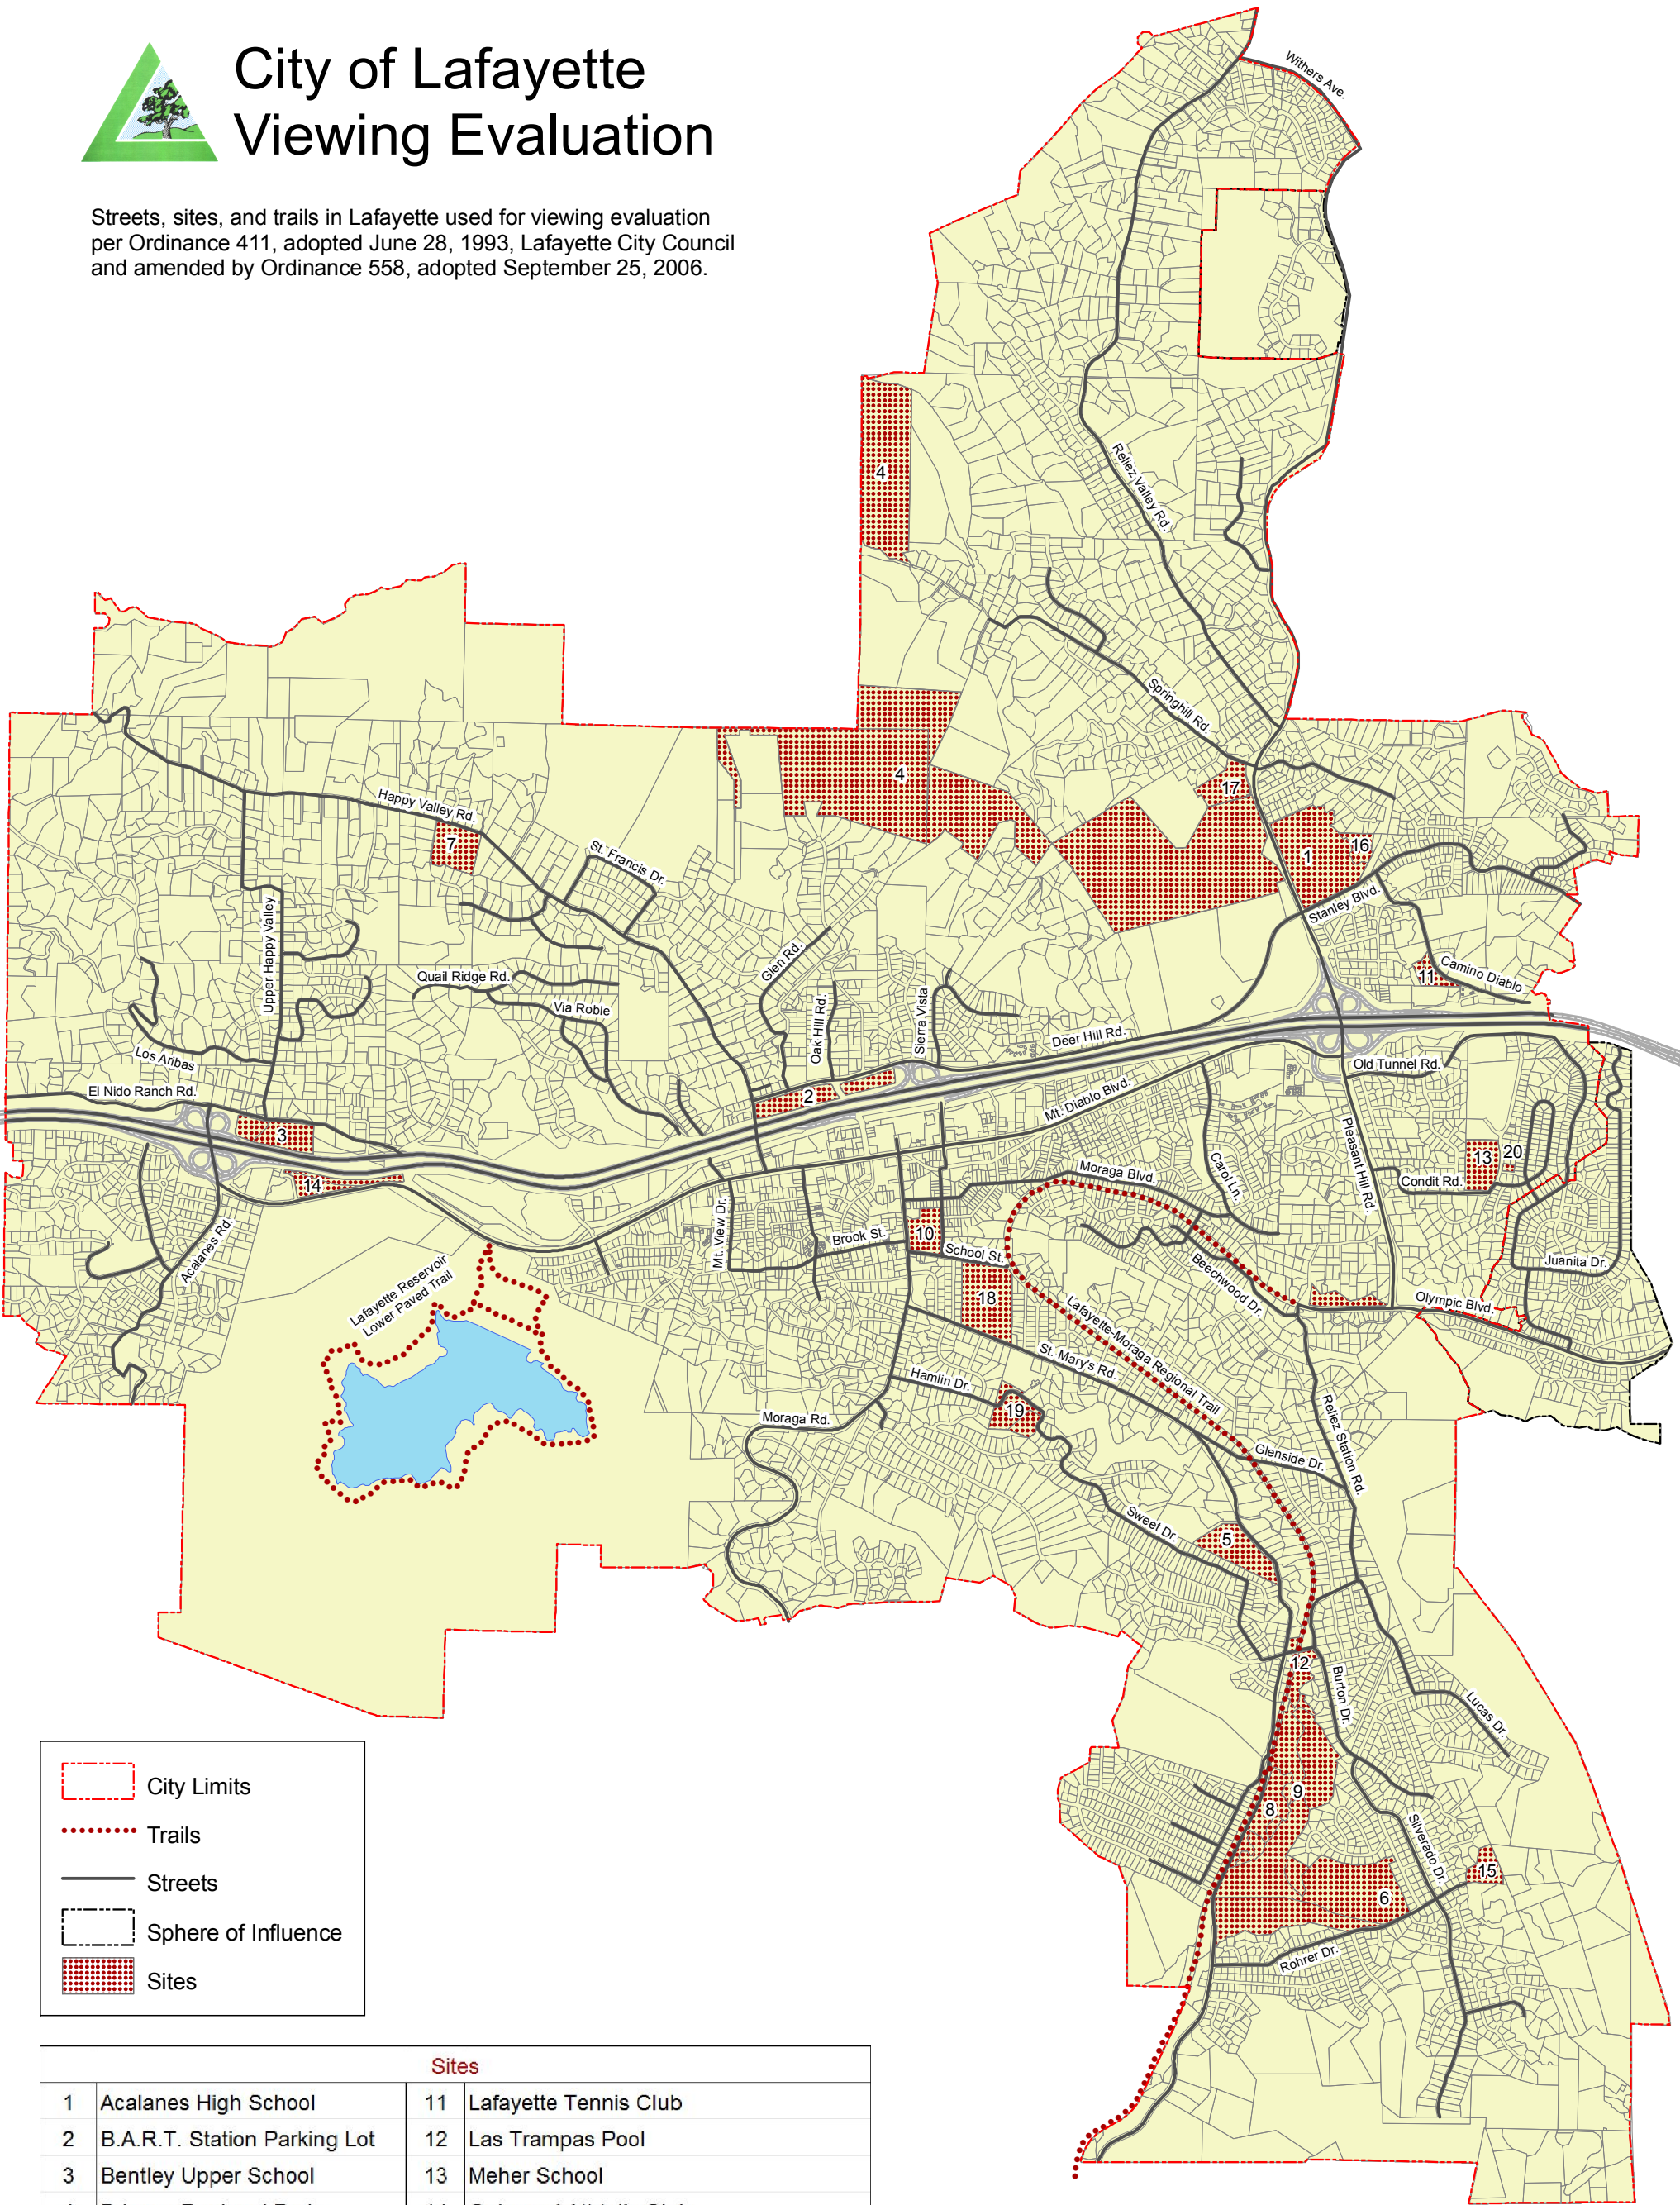 City of Lafayette
Viewing Evaluation
Streets, sites, and trails in Lafayette used for viewing evaluation
per Ordinance 411, adopted June 28, 1993, Lafayette City Council
and amended by Ordinance 558, adopted September 25, 2006.
Withers Ave.
Reliez Valley Rd.
4
Springhill Rd.
4
17
Happy Valley Rd.
7
St. Francis Dr.
1
16
Stanley Blvd.
Upper Happy Valley
Quail Ridge Rd.
Via Roble
Glen Rd.
Oak Hill Rd.
Sierra Vista
11
Camino Diablo
Deer Hill Rd.
Los Aribas
El Nido Ranch Rd.
2
Mt. Diablo Blvd.
Old Tunnel Rd.
3
14
Moraga Blvd.
Carol Ln.
Pleasant Hill Rd.
13
20
Condit Rd.
Acalanes Rd.
Mt. View Dr.
Brook St.
10
School St.
Beechwood Dr.
Juanita Dr.
Lafayette Reservoir
Lower Paved Trail
18
Lafayette-Moraga Regional Trail
Olympic Blvd.
St. Mary's Rd.
Hamlin Dr.
19
Moraga Rd.
Reliez Station Rd.
Glenside Dr.
Sweet Dr.
5
12
Burton Dr.
Lucas Dr.
9
8
Silverado Dr.
15
6
Rohrer Dr.
City Limits
Trails
Streets
Sphere of Influence
Sites
Sites
1 Acalanes High School 11 Lafayette Tennis Club
2 B.A.R.T. Station Parking Lot 12 Las Trampas Pool
3 Bentley Upper School 13 Meher School